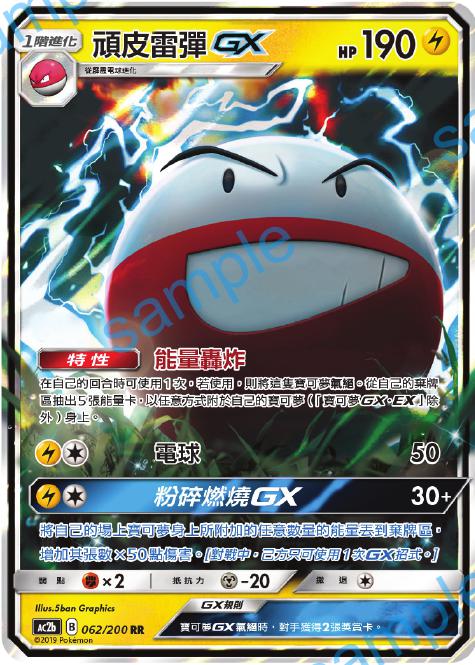 1階進化 頑皮雷彈GX HP 190
從霹靂電球進化
特性 能量轟炸
在自己的回合時可使用1次，若使用，則將這隻寶可夢氣絕。從自己的棄牌
區抽出5張能量卡，以任意方式附於自己的寶可夢（「寶可夢GX・EX」除
外）身上。
電球 50
粉碎燃燒GX 30+
將自己的場上寶可夢身上所附加的任意數量的能量丟到棄牌區，
增加其張數×50點傷害。[對戰中，己方只可使用1次GX招式。]
弱點 ×2 抵抗力 -20 撤退
Illus.5ban Graphics GX規則
AC2b B 062/200 RR 寶可夢GX氣絕時，對手獲得2張獎賞卡。
©2019 Pokémon
sample
sample
sample